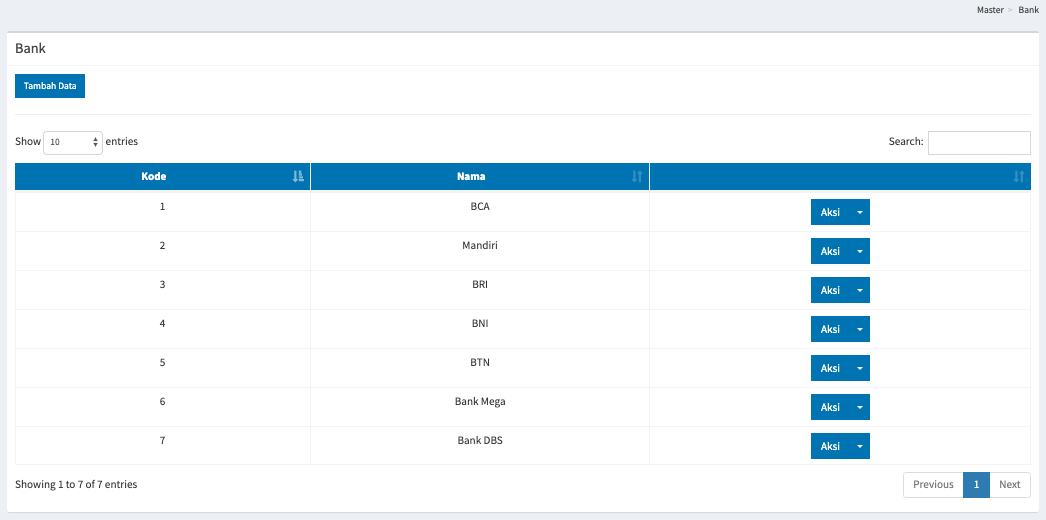 Master > Bank
Bank
Tambah Data
Show 10 entries Search:
Kode Nama
1 BCA Aksi
2 Mandiri Aksi
3 BRI Aksi
4 BNI Aksi
5 BTN Aksi
6 Bank Mega Aksi
7 Bank DBS Aksi
Showing 1 to 7 of 7 entries Previous 1 Next